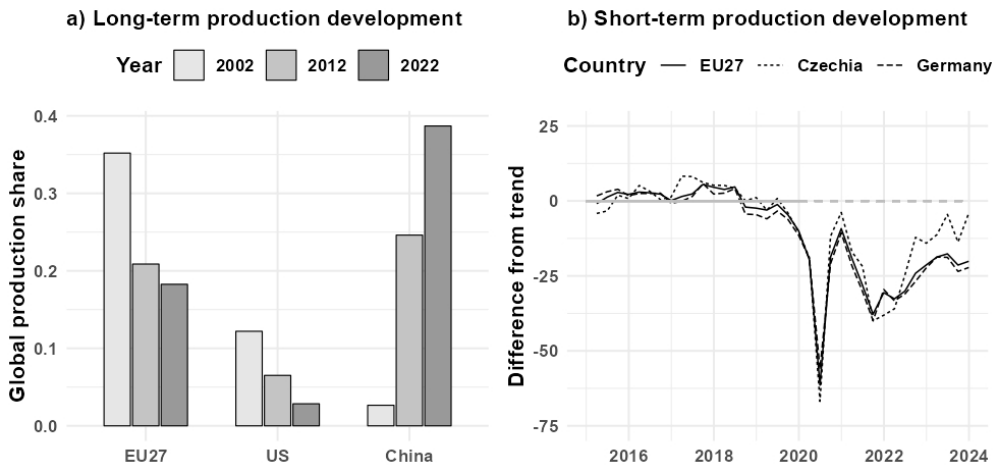 a) Long-term production development
Year 2002 2012 2022
Global production share
0.4
0.3
0.2
0.1
0.0
EU27 US China
b) Short-term production development
Country EU27 Czechia Germany
Difference from trend
25
0
-25
-50
-75
2016 2018 2020 2022 2024